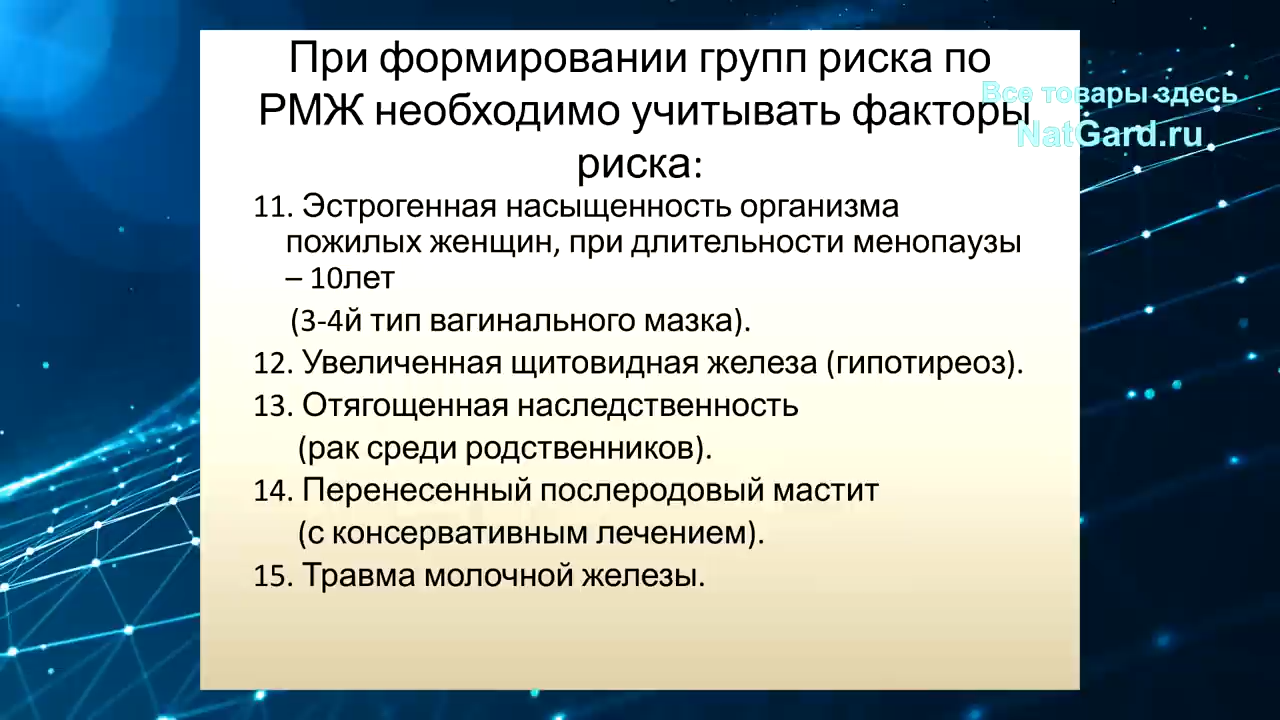 При формировании групп риска по
РМЖ необходимо учитывать факторы
риска:
Все товары здесь
NatGard.ru
11. Эстрогенная насыщенность организма
пожилых женщин, при длительности менопаузы
– 10лет
(3-4й тип вагинального мазка).
12. Увеличенная щитовидная железа (гипотиреоз).
13. Отягощенная наследственность
(рак среди родственников).
14. Перенесенный послеродовый мастит
(с консервативным лечением).
15. Травма молочной железы.